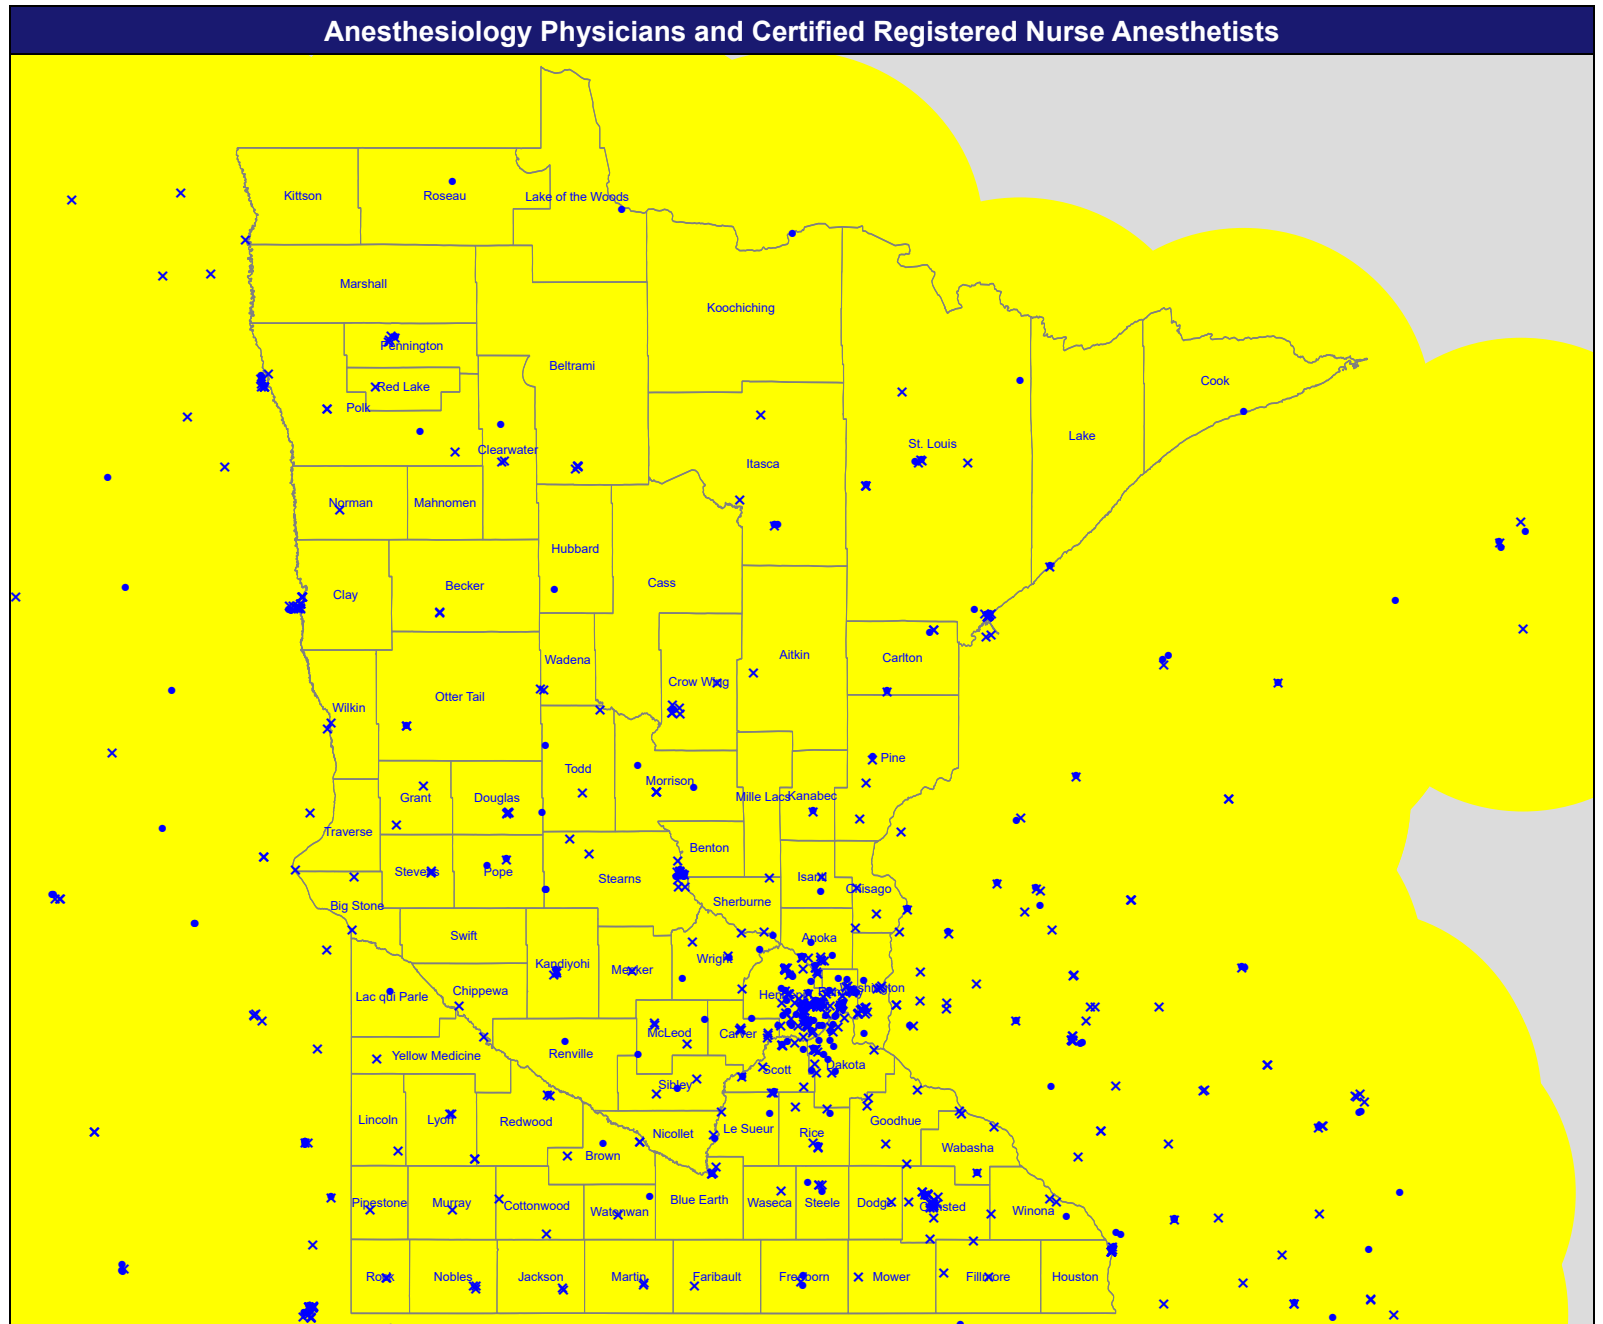 Anesthesiology Physicians and Certified Registered Nurse Anesthetists
Kittson
Roseau
Lake of the Woods
Marshall
Koochiching
Pennington
Beltrami
Red Lake
Polk
Cook
Clearwater
St. Louis
Lake
Itasca
Norman
Mahnomen
Hubbard
Cass
Clay
Becker
Wadena
Aitkin
Carlton
Crow Wing
Otter Tail
Wilkin
Pine
Todd
Morrison
Grant
Douglas
Mille Lacs
Kanabec
Traverse
Benton
Stevens
Pope
Stearns
Isanti
Chisago
Sherburne
Big Stone
Swift
Anoka
Kandiyohi
Meeker
Wright
Lac qui Parle
Chippewa
Hennepin
Ramsey
Washington
McLeod
Carver
Yellow Medicine
Renville
Scott
Dakota
Sibley
Lincoln
Lyon
Redwood
Nicollet
Le Sueur
Rice
Goodhue
Brown
Wabasha
Pipestone
Murray
Cottonwood
Watonwan
Blue Earth
Waseca
Steele
Dodge
Olmsted
Winona
Rock
Nobles
Jackson
Martin
Faribault
Freeborn
Mower
Fillmore
Houston